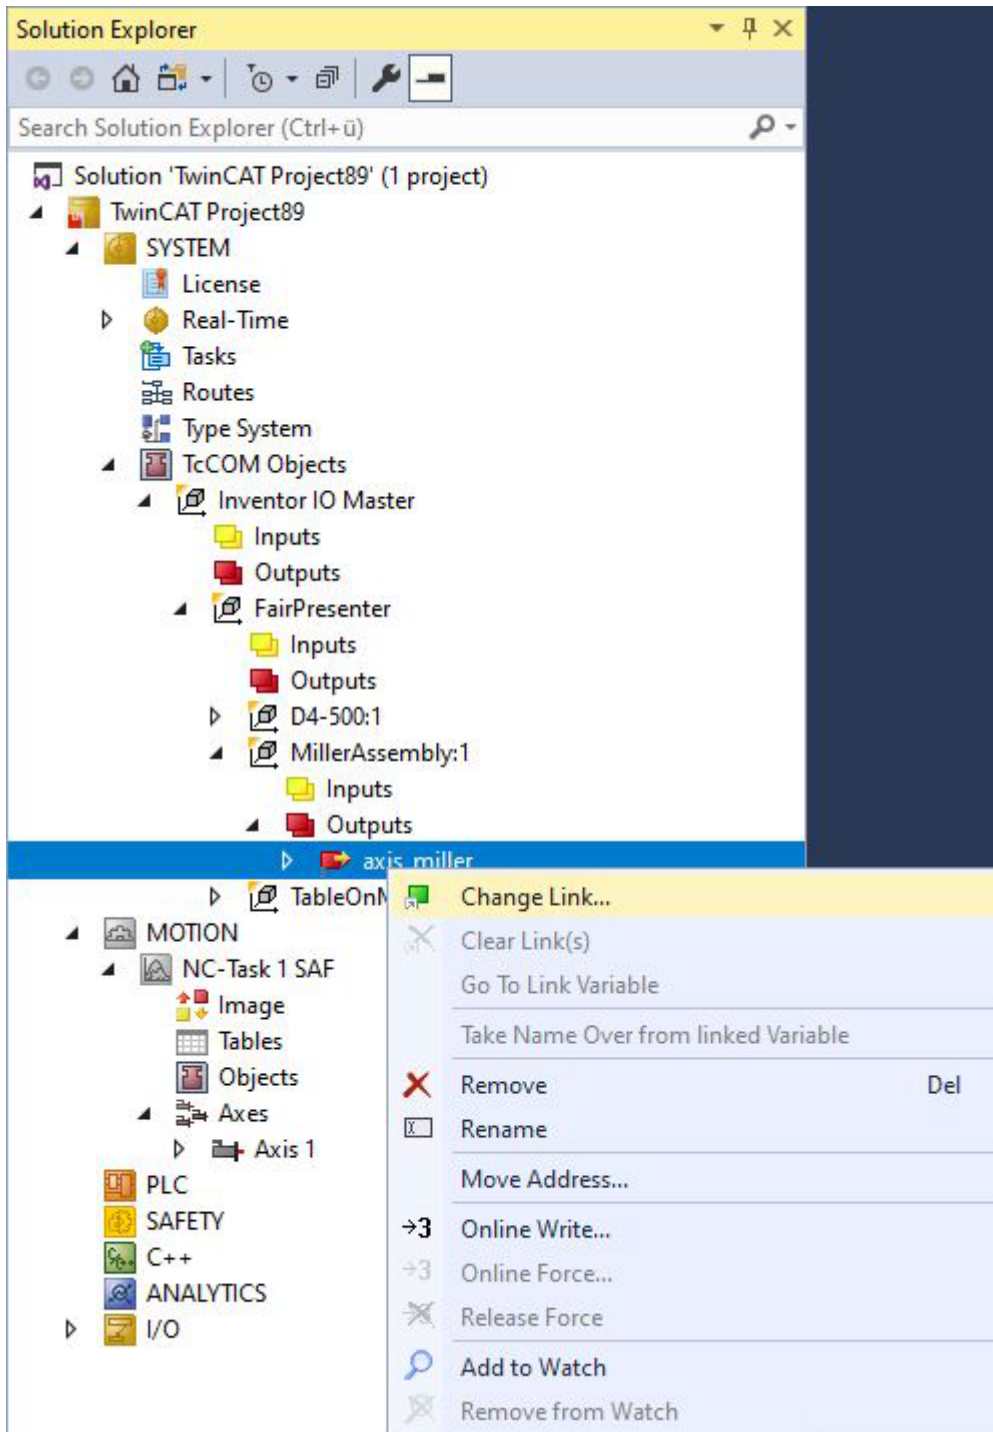 Solution Explorer
Search Solution Explorer (Ctrl+ü)
Solution 'TwinCAT Project89' (1 project)
TwinCAT Project89
SYSTEM
License
Real-Time
Tasks
Routes
Type System
TcCOM Objects
Inventor IO Master
Inputs
Outputs
FairPresenter
Inputs
Outputs
D4-500:1
MillerAssembly:1
Inputs
Outputs
axis_miller
TableOnM
MOTION
NC-Task 1 SAF
Image
Tables
Objects
Axes
Axis 1
PLC
SAFETY
C++
ANALYTICS
I/O
Change Link...
Clear Link(s)
Go To Link Variable
Take Name Over from linked Variable
Remove Del
Rename
Move Address...
Online Write...
Online Force...
Release Force
Add to Watch
Remove from Watch